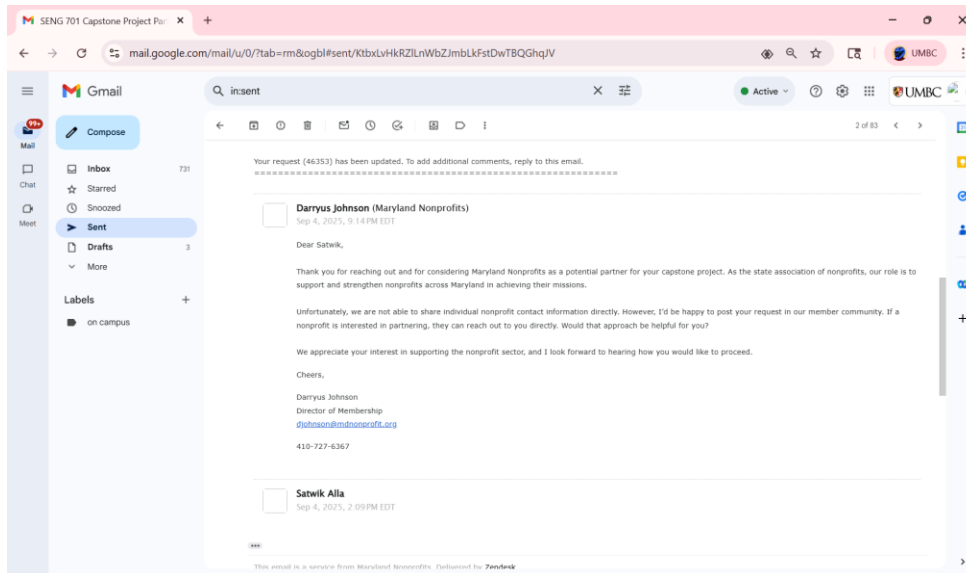 SENG 701 Capstone Project Par
mail.google.com/mail/u/0/?tab=rm&ogbl#sent/KtbxLvHkRZlLnWbZJmbLkFstDwTBQGhqJV
UMBC
Gmail
in:sent
Active
UMBC
99+
Mail
Chat
Meet
Compose
Inbox 731
Starred
Snoozed
Sent
Drafts 3
More
Labels
on campus
2 of 83
Your request (46353) has been updated. To add additional comments, reply to this email.
Darryus Johnson (Maryland Nonprofits)
Sep 4, 2025, 9:14 PM EDT
Dear Satwik,
Thank you for reaching out and for considering Maryland Nonprofits as a potential partner for your capstone project. As the state association of nonprofits, our role is to
support and strengthen nonprofits across Maryland in achieving their missions.
Unfortunately, we are not able to share individual nonprofit contact information directly. However, I'd be happy to post your request in our member community. If a
nonprofit is interested in partnering, they can reach out to you directly. Would that approach be helpful for you?
We appreciate your interest in supporting the nonprofit sector, and I look forward to hearing how you would like to proceed.
Cheers,
Darryus Johnson
Director of Membership
djohnson@mdnonprofit.org
410-727-6367
Satwik Alla
Sep 4, 2025, 2:09 PM EDT
This email is a service from Maryland Nonprofits. Delivered by Zendesk